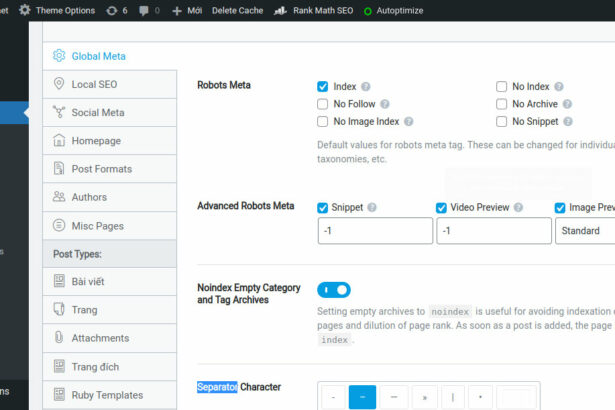 et Theme Options 6 0 Mới Delete Cache Rank Math SEO Autoptimize
Global Meta
Local SEO
Social Meta
Homepage
Post Formats
Authors
Misc Pages
Post Types:
Bài viết
Trang
Attachments
Trang đích
Ruby Templates
s
ns
Robots Meta
Index ?
No Index ?
No Follow ?
No Archive ?
No Image Index ?
No Snippet ?
Default values for robots meta tag. These can be changed for individua
taxonomies, etc.
Advanced Robots Meta
Snippet ?
Video Preview ?
Image Prev
-1
-1
Standard
Noindex Empty Category
and Tag Archives
Setting empty archives to noindex is useful for avoiding indexation o
pages and dilution of page rank. As soon as a post is added, the page
index .
Separator Character
- – — » | •